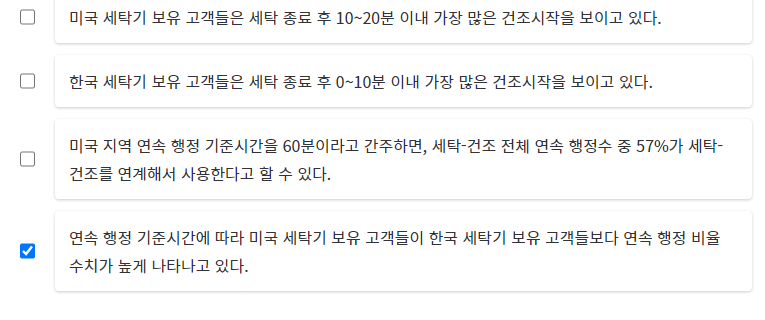 미국 세탁기 보유 고객들은 세탁 종료 후 10~20분 이내 가장 많은 건조시작을 보이고 있다.
한국 세탁기 보유 고객들은 세탁 종료 후 0~10분 이내 가장 많은 건조시작을 보이고 있다.
미국 지역 연속 행정 기준시간을 60분이라고 간주하면, 세탁-건조 전체 연속 행정수 중 57%가 세탁-
건조를 연계해서 사용한다고 할 수 있다.
연속 행정 기준시간에 따라 미국 세탁기 보유 고객들이 한국 세탁기 보유 고객들보다 연속 행정 비율
수치가 높게 나타나고 있다.